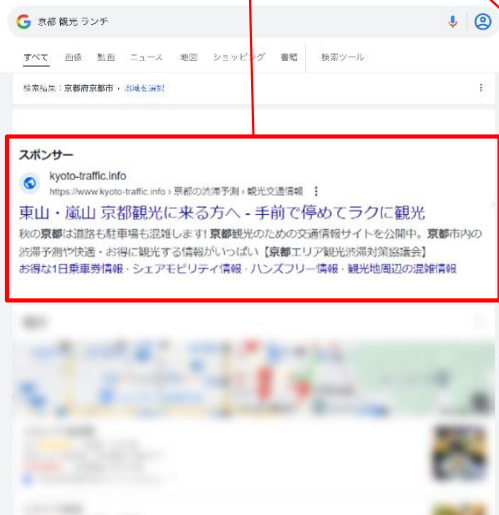 京都 観光 ランチ
すべて 画像 動画 ニュース 地図 ショッピング 書籍 検索ツール
検索結果：京都府京都市・地域を選択
スポンサー
kyoto-traffic.info
https://www.kyoto-traffic.info › 京都の渋滞予測 › 観光交通情報
東山・嵐山 京都観光に来る方へ - 手前で停めてラクに観光
秋の京都は道路も駐車場も混雑します! 京都観光のための交通情報サイトを公開中。京都市内の
渋滞予測や快適・お得に観光する情報がいっぱい【京都エリア観光渋滞対策協議会】
お得な1日乗車券情報・シェアモビリティ情報・ハンズフリー情報・観光地周辺の混雑情報